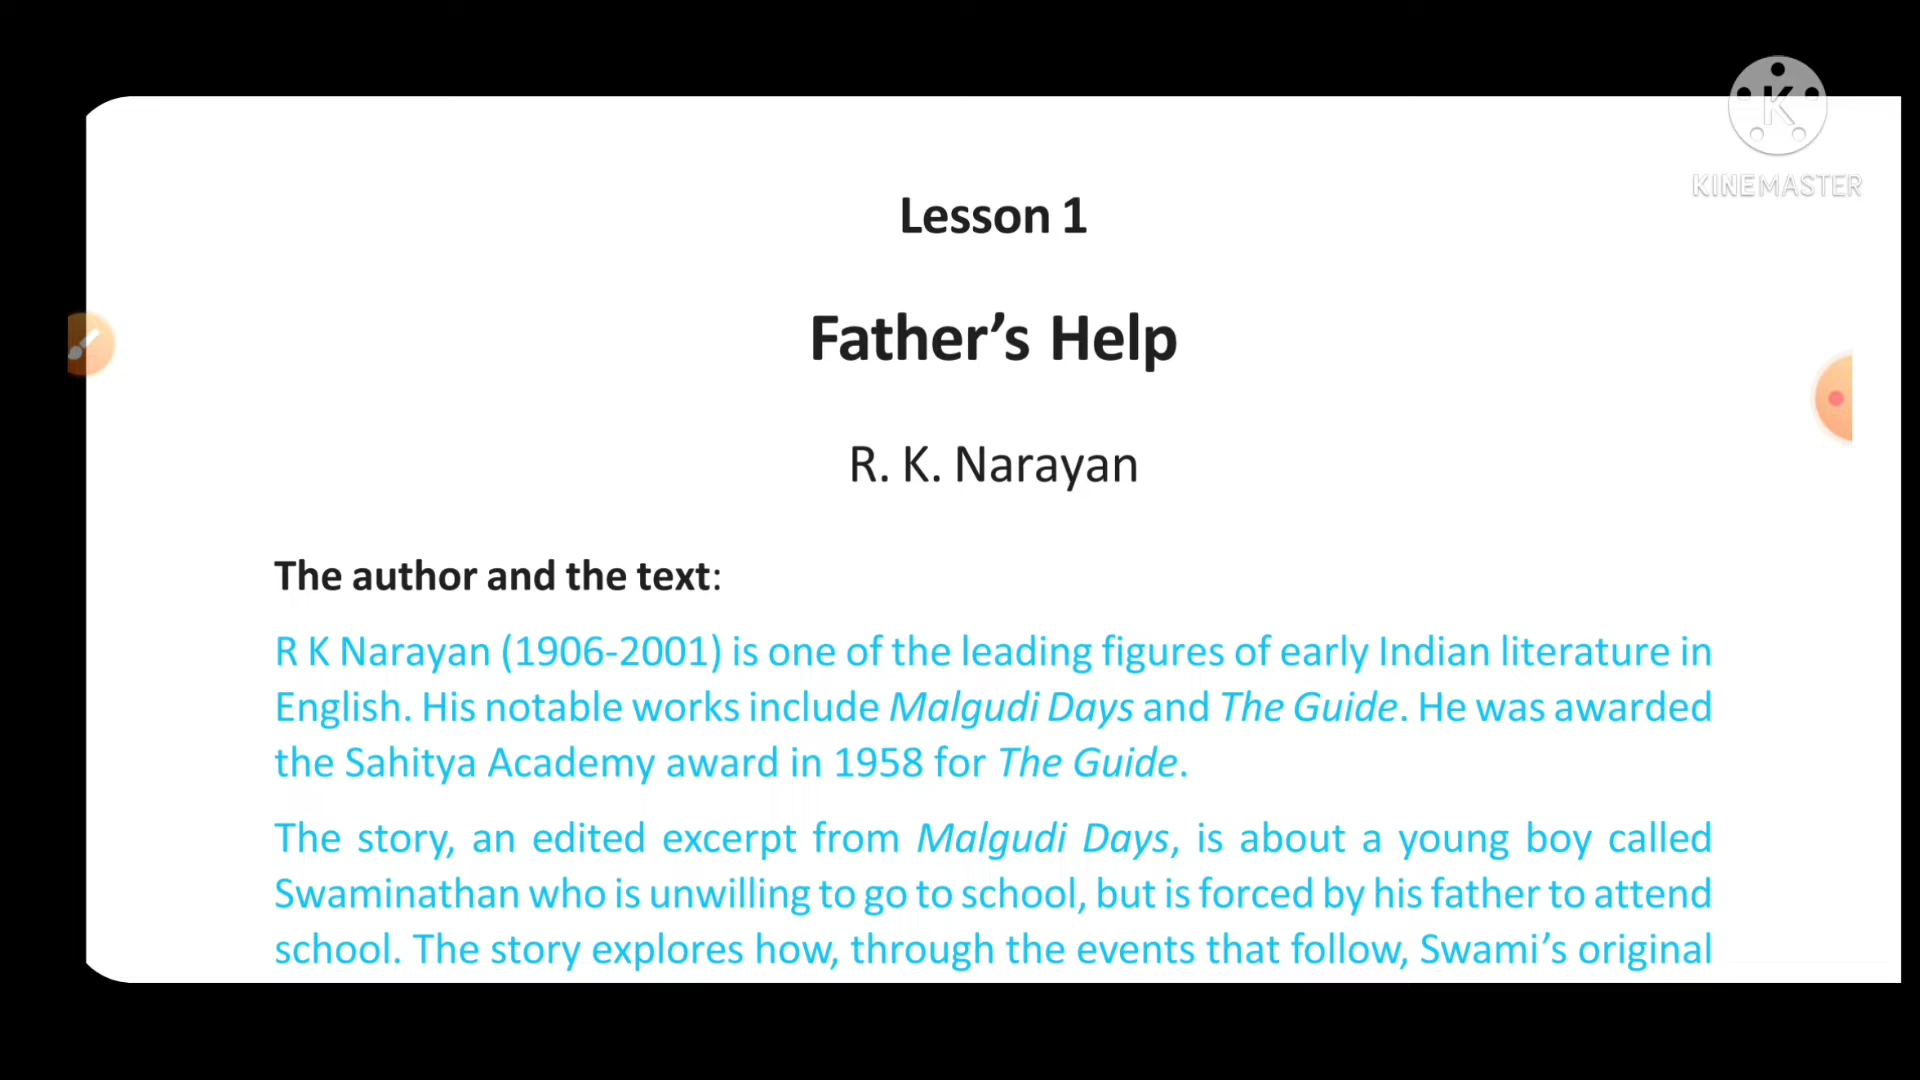 K
KINEMASTER
Lesson 1
Father’s Help
R. K. Narayan
The author and the text:
R K Narayan (1906-2001) is one of the leading figures of early Indian literature in
English. His notable works include Malgudi Days and The Guide. He was awarded
the Sahitya Academy award in 1958 for The Guide.
The story, an edited excerpt from Malgudi Days, is about a young boy called
Swaminathan who is unwilling to go to school, but is forced by his father to attend
school. The story explores how, through the events that follow, Swami’s original